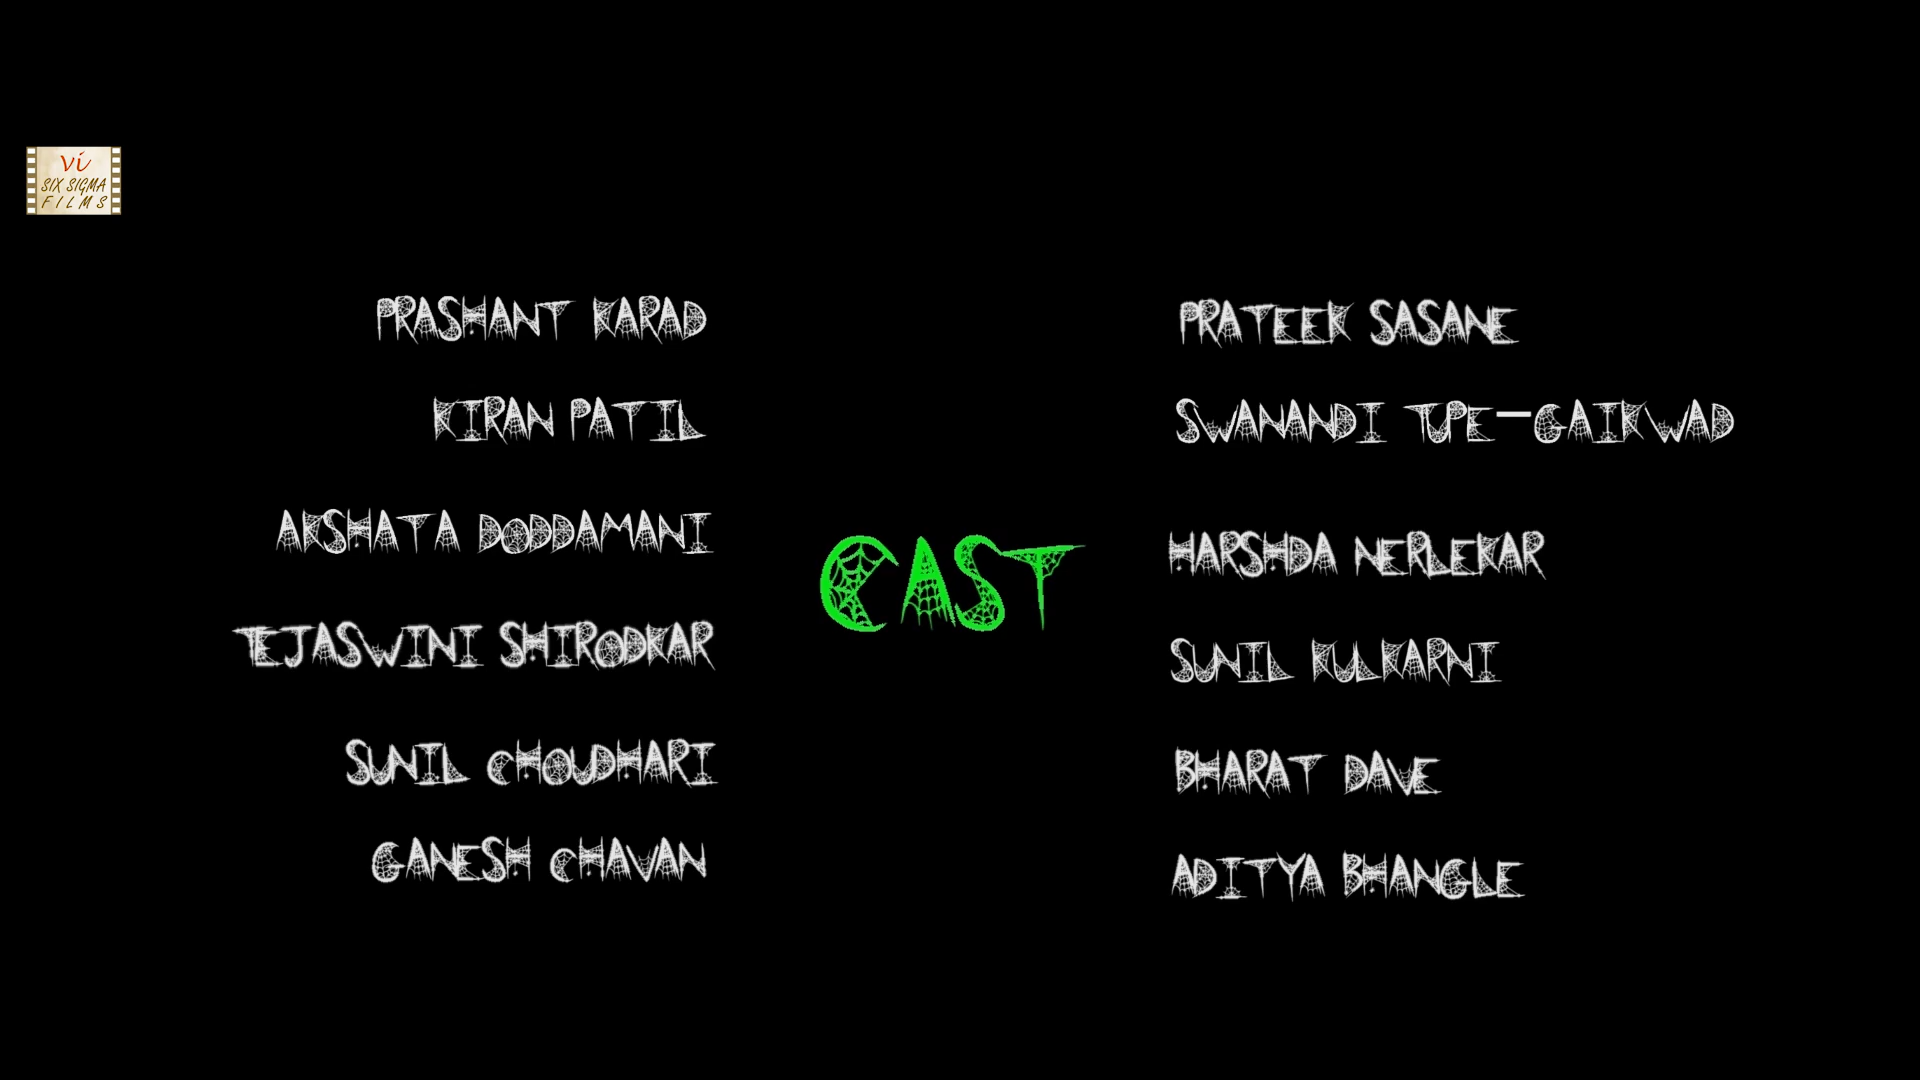 Vi
SIX SIGMA
FILMS
PRASHANT KARAD
KIRAN PATIL
AKSHATA DODDAMANI
TEJASWINI SHIRODKAR
SUNIL CHOUDHARI
GANESH CHAVAN
CAST
PRATEEK SASANE
SWANANDI TUPE-GAIKWAD
HARSHDA NERLEKAR
SUNIL KULKARNI
BHARAT DAVE
ADITYA BHANGLE